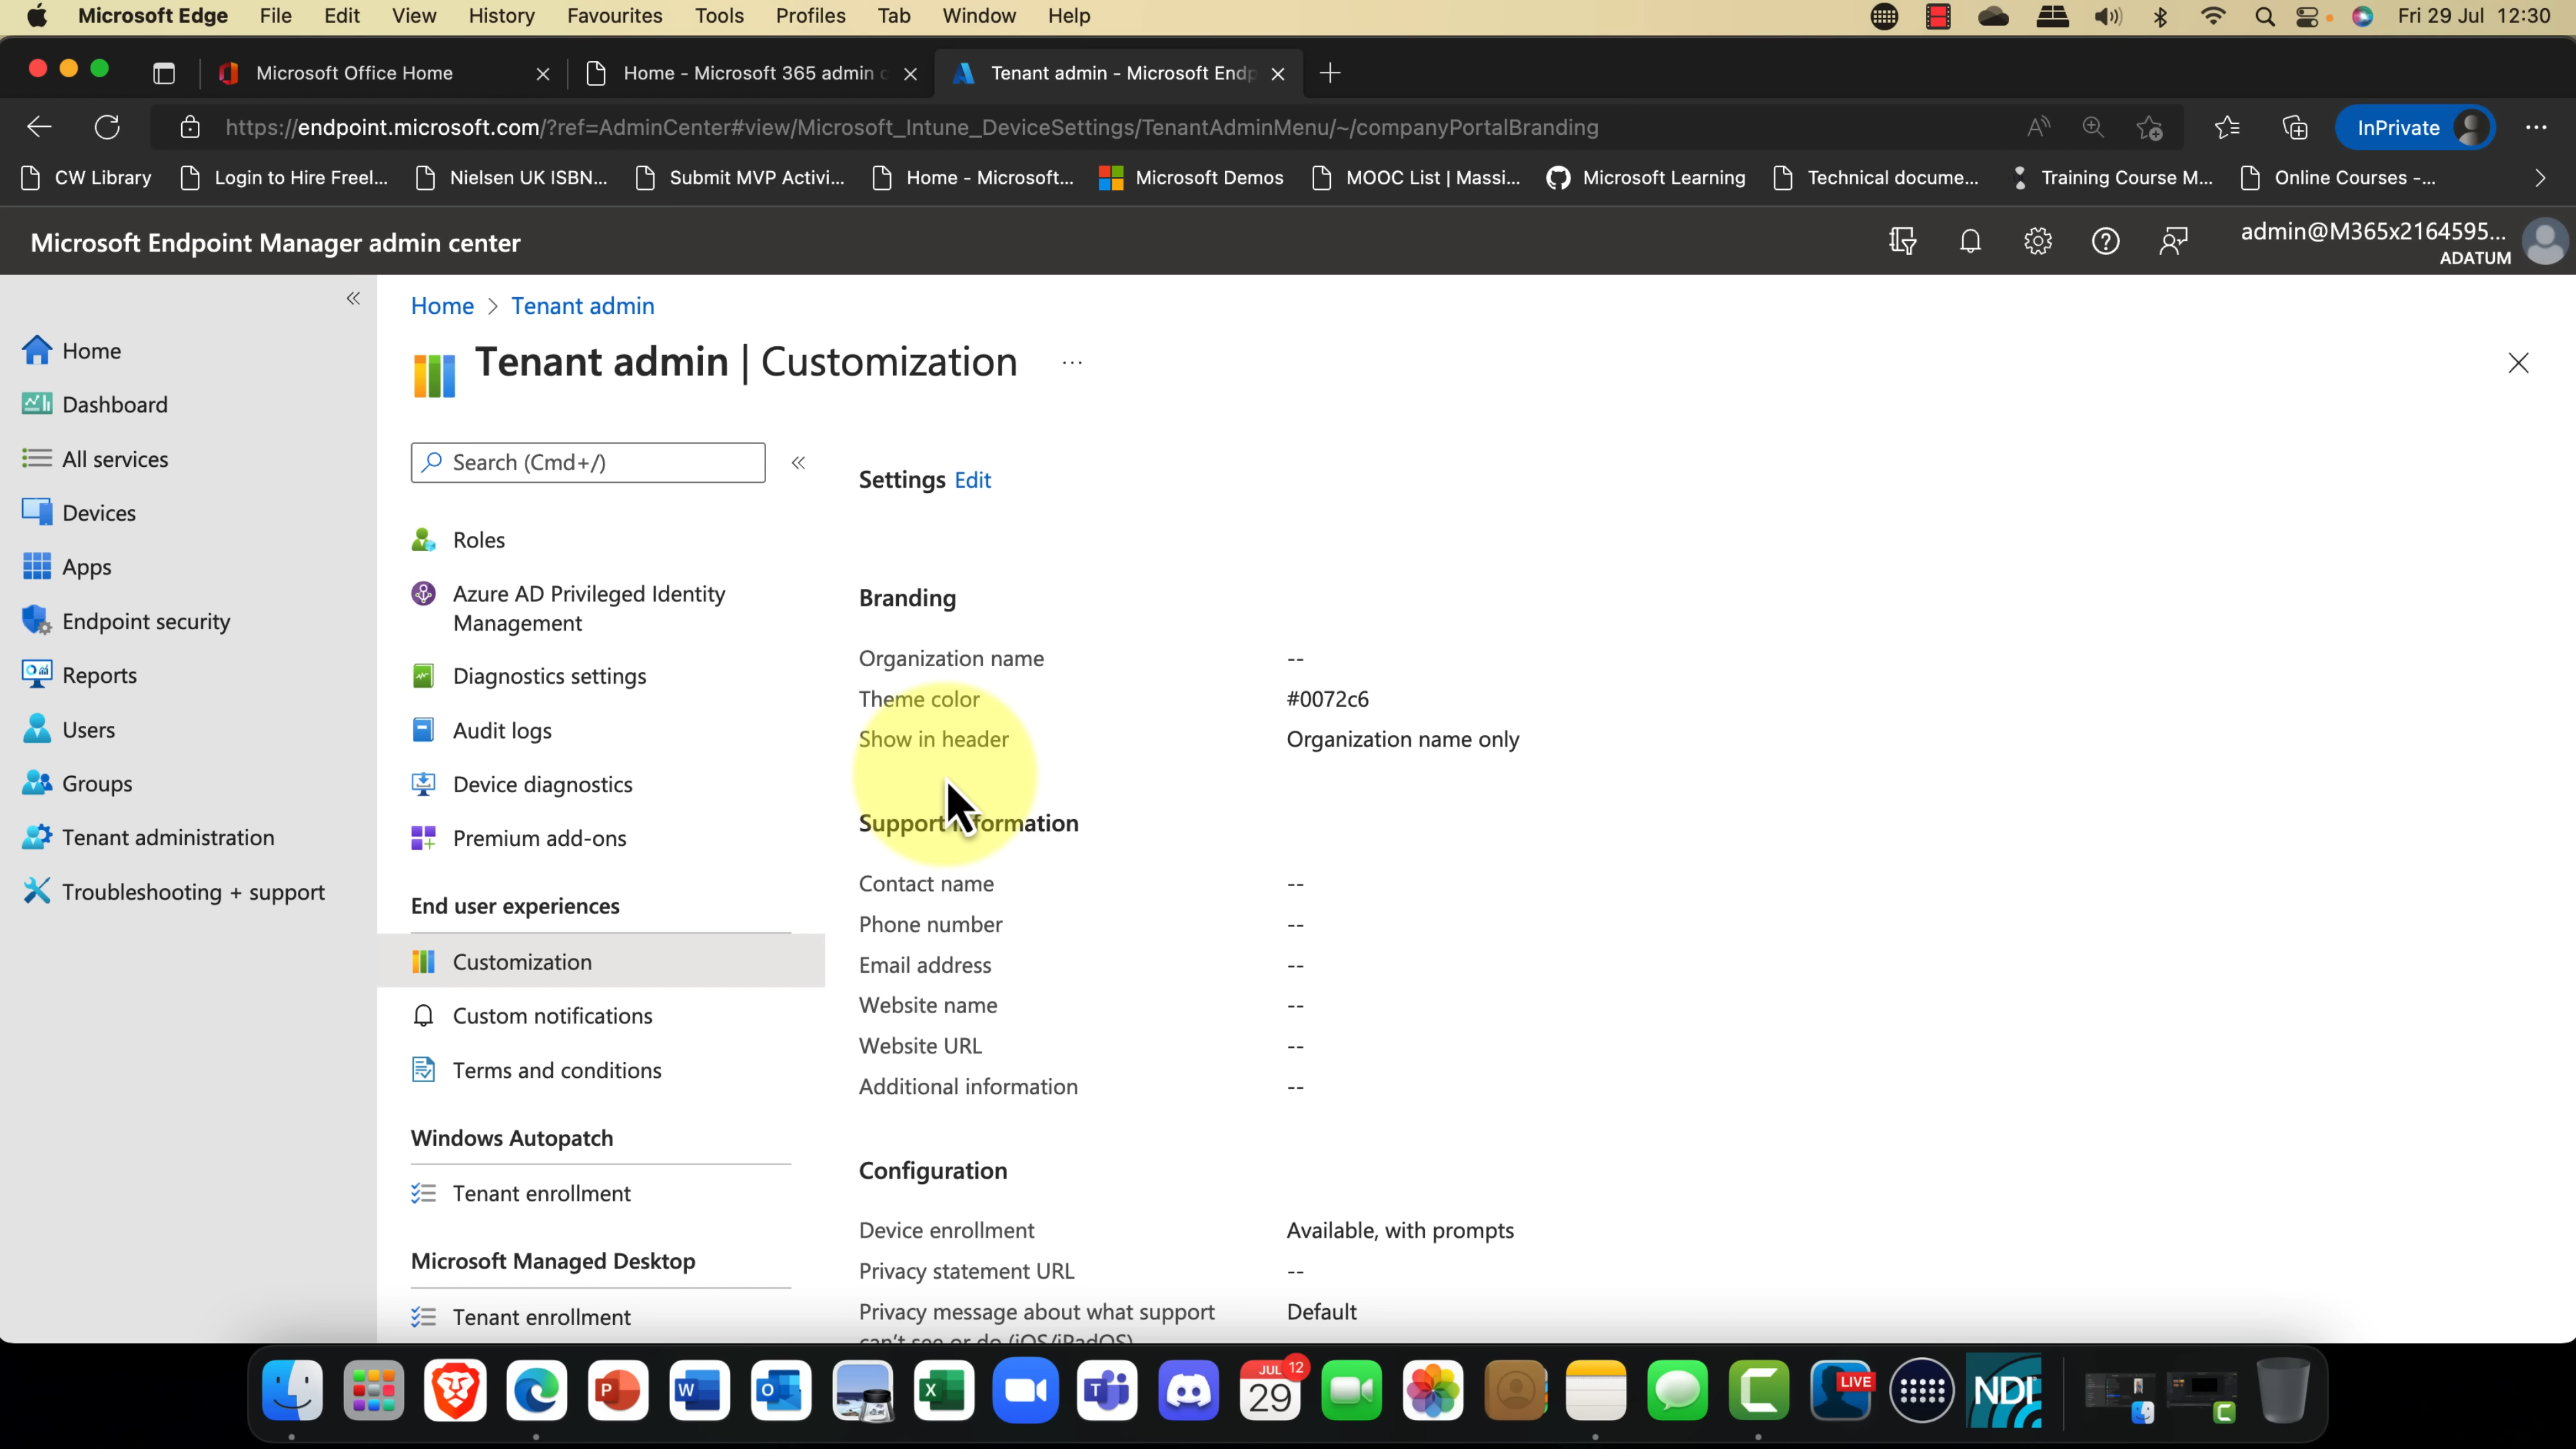 Microsoft Edge File Edit View History Favourites Tools Profiles Tab Window Help Fri 29 Jul 12:30
Microsoft Office Home Home - Microsoft 365 admin c Tenant admin - Microsoft Endp
https://endpoint.microsoft.com/?ref=AdminCenter#view/Microsoft_Intune_DeviceSettings/TenantAdminMenu/~/companyPortalBranding InPrivate
CW Library Login to Hire Freel... Nielsen UK ISBN... Submit MVP Activi... Home - Microsoft... Microsoft Demos MOOC List | Massi... Microsoft Learning Technical docume... Training Course M... Online Courses -...
Microsoft Endpoint Manager admin center admin@M365x2164595...
ADATUM
Home
Dashboard
All services
Devices
Apps
Endpoint security
Reports
Users
Groups
Tenant administration
Troubleshooting + support
Home > Tenant admin
Tenant admin | Customization ...
Search (Cmd+/)
Roles
Azure AD Privileged Identity
Management
Diagnostics settings
Audit logs
Device diagnostics
Premium add-ons
End user experiences
Customization
Custom notifications
Terms and conditions
Windows Autopatch
Tenant enrollment
Microsoft Managed Desktop
Tenant enrollment
Settings Edit
Branding
Organization name --
Theme color #0072c6
Show in header Organization name only
Support information
Contact name --
Phone number --
Email address --
Website name --
Website URL --
Additional information --
Configuration
Device enrollment Available, with prompts
Privacy statement URL --
Privacy message about what support Default
can't see or do (iOS/iPadOS)
JUL 12
29
LIVE
NDI